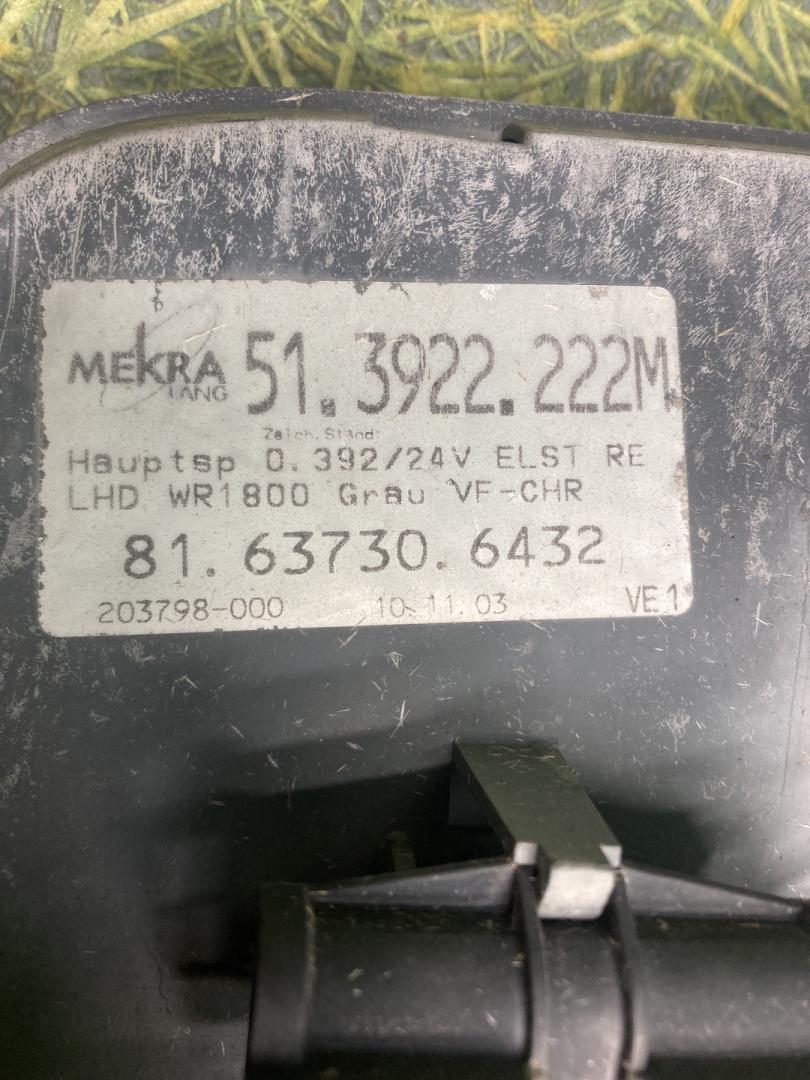 MEKRA
LANG
51.3922.222M
Zeich.Stand:
Hauptsp 0.392/24V ELST RE
LHD WR1800 Grau VF-CHR
81.63730.6432
203798-000 10.11.03 VE1